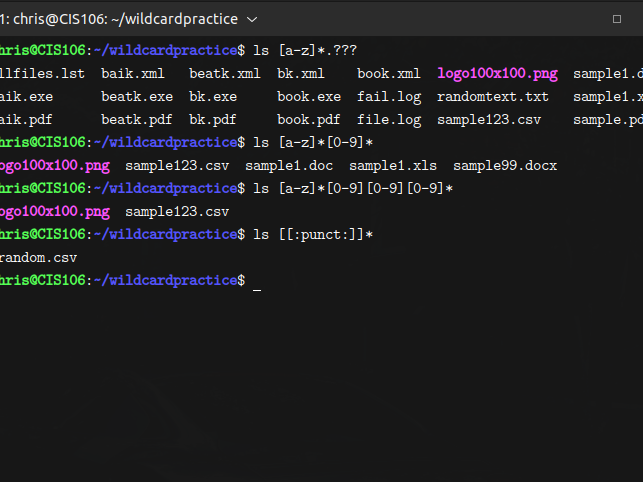 1: chris@CIS106: ~/wildcardpractice
hris@CIS106:~/wildcardpractice$ ls [a-z]*.???
llfiles.lst baik.xml beatk.xml bk.xml book.xml logo100x100.png sample1.d
aik.exe beatk.exe bk.exe book.exe fail.log randomtext.txt sample1.x
aik.pdf beatk.pdf bk.pdf book.pdf file.log sample123.csv sample.pd
hris@CIS106:~/wildcardpractice$ ls [a-z]*[0-9]*
ogo100x100.png sample123.csv sample1.doc sample1.xls sample99.docx
hris@CIS106:~/wildcardpractice$ ls [a-z]*[0-9][0-9][0-9]*
ogo100x100.png sample123.csv
hris@CIS106:~/wildcardpractice$ ls [[:punct:]]*
random.csv
hris@CIS106:~/wildcardpractice$ _